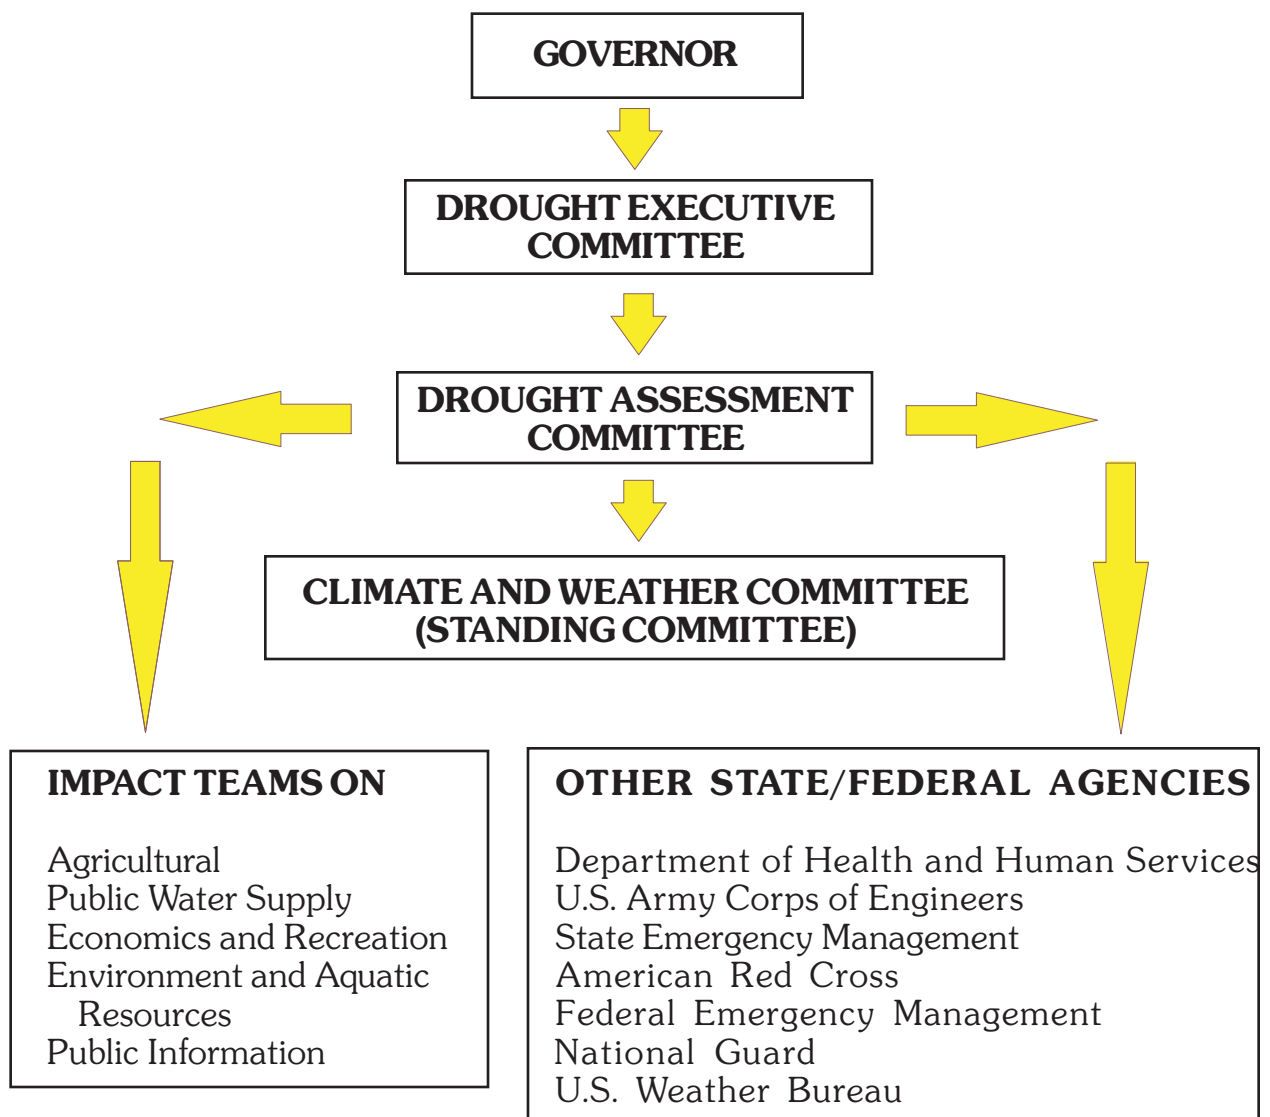 GOVERNOR
DROUGHT EXECUTIVE
COMMITTEE
DROUGHT ASSESSMENT
COMMITTEE
CLIMATE AND WEATHER COMMITTEE
(STANDING COMMITTEE)
IMPACT TEAMS ON
Agricultural
Public Water Supply
Economics and Recreation
Environment and Aquatic
Resources
Public Information
OTHER STATE/FEDERAL AGENCIES
Department of Health and Human Services
U.S. Army Corps of Engineers
State Emergency Management
American Red Cross
Federal Emergency Management
National Guard
U.S. Weather Bureau